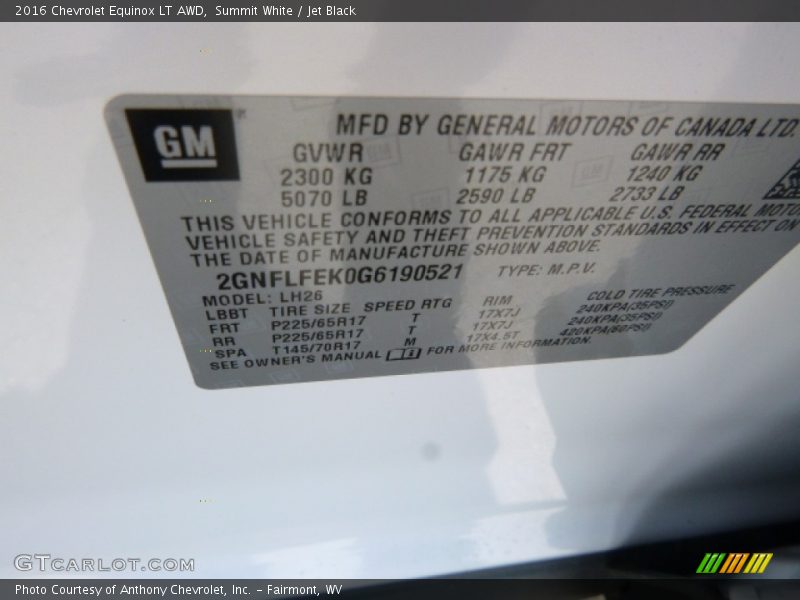 2016 Chevrolet Equinox LT AWD, Summit White / Jet Black
GM
MFD BY GENERAL MOTORS OF CANADA LTD.
GVWR GAWR FRT GAWR RR
2300 KG 1175 KG 1240 KG
5070 LB 2590 LB 2733 LB
THIS VEHICLE CONFORMS TO ALL APPLICABLE U.S. FEDERAL MOTO
VEHICLE SAFETY AND THEFT PREVENTION STANDARDS IN EFFECT ON
THE DATE OF MANUFACTURE SHOWN ABOVE.
2GNFLFEK0G6190521 TYPE: M.P.V.
MODEL: LH26
LBBT TIRE SIZE SPEED RTG RIM COLD TIRE PRESSURE
FRT P225/65R17 T 17X7J 240KPA(35PSI)
RR P225/65R17 T 17X7J 240KPA(35PSI)
SPA T145/70R17 M 17X4.5T 420KPA(60PSI)
SEE OWNER'S MANUAL FOR MORE INFORMATION.
GTcarlot.com
Photo Courtesy of Anthony Chevrolet, Inc. - Fairmont, WV